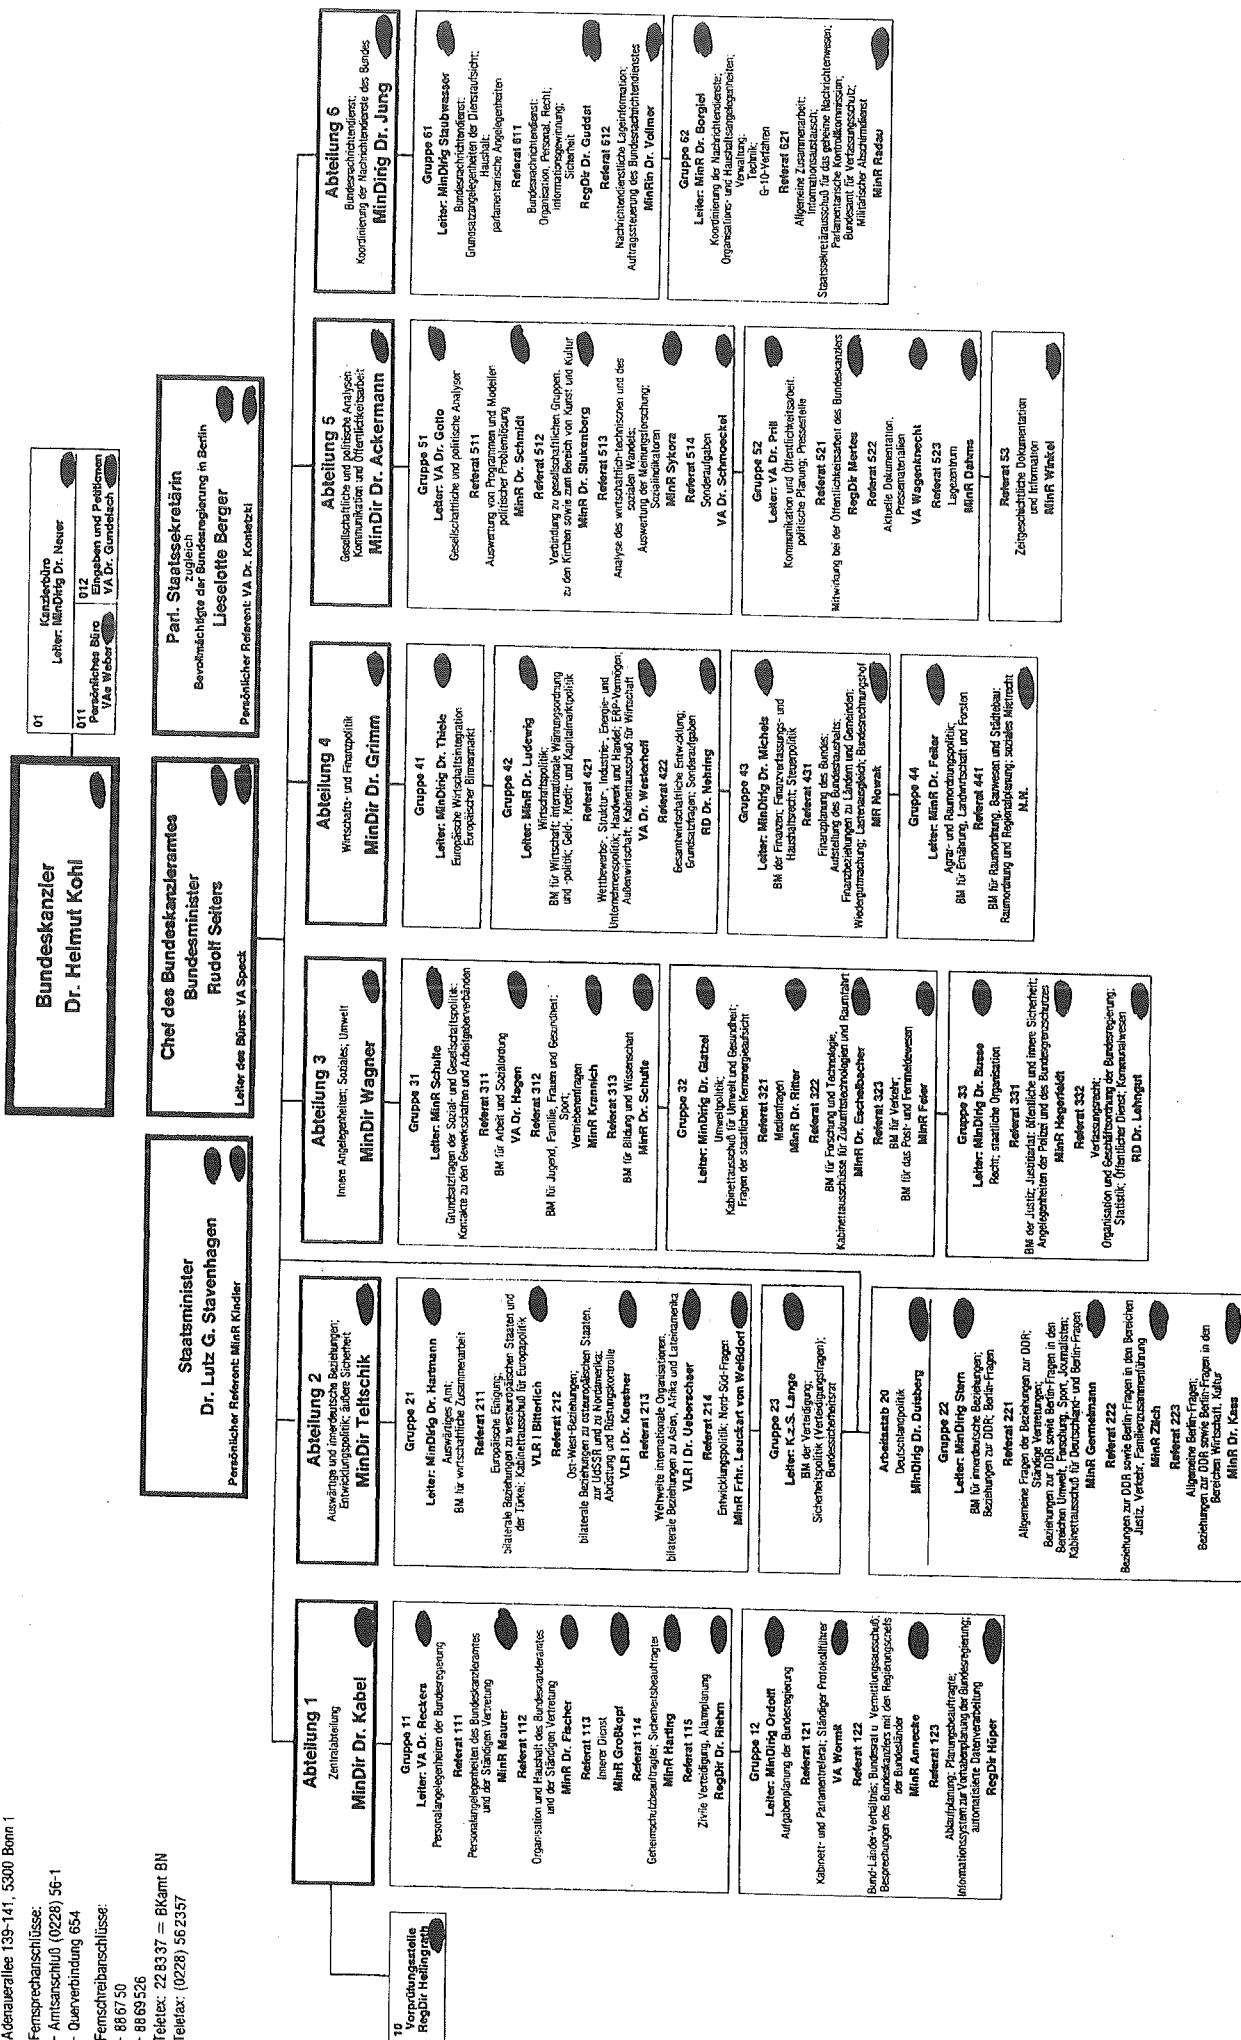 Adenauerallee 139-141, 5300 Bonn 1
Fernsprechanschlüsse:
- Amtsanschluß (0228) 56-1
- Querverbindung 654
Fernschreibanschlüsse:
- 8 86 7 50
- 8 86 9 526
Teletex: 22 83 37 = BKamt BN
Telefax: (0228) 56 23 57
Bundeskanzler
Dr. Helmut Kohl
01
Kanzlerbüro
Leiter: MinDirig Dr. Neuer
011
Persönliches Büro
VAe Weber
012
Eingaben und Petitionen
VA Dr. Gundelach
Staatsminister
Dr. Lutz G. Stavenhagen
Persönlicher Referent: MinR Kindler
Chef des Bundeskanzleramtes
Bundesminister
Rudolf Seiters
Leiter des Büros: VA Speck
Parl. Staatssekretärin
zugleich
Bevollmächtigte der Bundesregierung in Berlin
Lieselotte Berger
Persönlicher Referent: VA Dr. Konietzki
10
Vorprüfungsstelle
RegDir Hellingrath
Abteilung 1
Zentralabteilung
MinDir Dr. Kabel
Gruppe 11
Leiter: VA Dr. Reckers
Personalangelegenheiten der Bundesregierung
Referat 111
Personalangelegenheiten des Bundeskanzleramtes
und der Ständigen Vertretung
MinR Maurer
Referat 112
Organisation und Haushalt des Bundeskanzleramtes
und der Ständigen Vertretung
MinR Dr. Fischer
Referat 113
Innerer Dienst
MinR Großkopf
Referat 114
Geheimschutzbeauftragter; Sicherheitsbeauftragter
MinR Harting
Referat 115
Zivile Verteidigung, Alarmplanung
RegDir Dr. Riehm
Gruppe 12
Leiter: MinDirig Ordolff
Aufgabenplanung der Bundesregierung
Referat 121
Kabinett- und Parlamentreferat; Ständiger Protokollführer
VA Wormit
Referat 122
Bund-Länder-Verhältnis; Bundesrat u. Vermittlungsausschuß;
Besprechungen des Bundeskanzlers mit den Regierungschefs
der Bundesländer
MinR Annecke
Referat 123
Ablaufplanung; Planungsbeauftragte;
Informationssystem zur Vorhabenplanung der Bundesregierung;
automatisierte Datenverarbeitung
RegDir Hüper
Abteilung 2
Auswärtige und innerdeutsche Beziehungen;
Entwicklungspolitik; äußere Sicherheit
MinDir Teltschik
Gruppe 21
Leiter: MinDirig Dr. Hartmann
Auswärtiges Amt;
BM für wirtschaftliche Zusammenarbeit
Referat 211
Europäische Einigung;
bilaterale Beziehungen zu westeuropäischen Staaten und
der Türkei; Kabinettausschuß für Europapolitik
VLR I Bitterlich
Referat 212
Ost-West-Beziehungen;
bilaterale Beziehungen zu osteuropäischen Staaten,
zur UdSSR und zu Nordamerika;
Abrüstung und Rüstungskontrolle
VLR I Dr. Kaestner
Referat 213
Weltweite internationale Organisationen;
bilaterale Beziehungen zu Asien, Afrika und Lateinamerika
VLR I Dr. Ueberschaer
Referat 214
Entwicklungspolitik; Nord-Süd-Fragen
MinR Frhr. Leuckart von Weißdorf
Gruppe 23
Leiter: K.z.S. Lange
BM der Verteidigung;
Sicherheitspolitik (Verteidigungsfragen);
Bundessicherheitsrat
Arbeitsstab 20
Deutschlandpolitik
MinDirig Dr. Duisberg
Gruppe 22
Leiter: MinDirig Stern
BM für innerdeutsche Beziehungen;
Beziehungen zur DDR; Berlin-Fragen
Referat 221
Allgemeine Fragen der Beziehungen zur DDR;
Ständige Vertretungen;
Beziehungen zur DDR sowie Berlin-Fragen in den
Bereichen Umwelt, Forschung, Sport, Journalisten;
Kabinettausschuß für Deutschland- und Berlin-Fragen
MinR Germelmann
Referat 222
Beziehungen zur DDR sowie Berlin-Fragen in den Bereichen
Justiz, Verkehr, Familienzusammenführung
MinR Zilch
Referat 223
Allgemeine Berlin-Fragen;
Beziehungen zur DDR sowie Berlin-Fragen in den
Bereichen Wirtschaft, Kultur
MinR Dr. Kass
Abteilung 3
Innere Angelegenheiten; Soziales; Umwelt
MinDir Wagner
Gruppe 31
Leiter: MinR Schulte
Grundsatzfragen der Sozial- und Gesellschaftspolitik;
Kontakte zu den Gewerkschaften und Arbeitgeberverbänden
Referat 311
BM für Arbeit und Sozialordung
VA Dr. Hagen
Referat 312
BM für Jugend, Familie, Frauen und Gesundheit;
Sport;
Vertriebenenfragen
MinR Krannich
Referat 313
BM für Bildung und Wissenschaft
MinR Dr. Schulte
Gruppe 32
Leiter: MinDirig Dr. Glatzel
Umweltpolitik;
Kabinettausschuß für Umwelt und Gesundheit;
Fragen der staatlichen Kernenergieaufsicht
Referat 321
Medienfragen
MinR Dr. Ritter
Referat 322
BM für Forschung und Technologie,
Kabinettausschüsse für Zukunftstechnologien und Raumfahrt
MinR Dr. Eschelbacher
Referat 323
BM für Verkehr;
BM für das Post- und Fernmeldewesen
MinR Feier
Gruppe 33
Leiter: MinDirig Dr. Busse
Recht; staatliche Organisation
Referat 331
BM der Justiz; Justitiariat; öffentliche und innere Sicherheit;
Angelegenheiten der Polizei und des Bundesgrenzschutzes
MinR Hegerfeldt
Referat 332
Verfassungsrecht;
Organisation und Geschäftsordnung der Bundesregierung;
Statistik; Öffentlicher Dienst; Kommunalwesen
RD Dr. Lehngut
Abteilung 4
Wirtschafts- und Finanzpolitik
MinDir Dr. Grimm
Gruppe 41
Leiter: MinDirig Dr. Thiele
Europäische Wirtschaftsintegration
Europäischer Binnenmarkt
Gruppe 42
Leiter: MinR Dr. Ludewig
Wirtschaftspolitik;
BM für Wirtschaft; internationale Währungsordnung
und -politik; Geld-, Kredit- und Kapitalmarktpolitik
Referat 421
Wettbewerbs-, Struktur-, Industrie-, Energie- und
Unternehmenspolitik; Handwerk und Handel; ERP-Vermögen;
Außenwirtschaft; Kabinettausschuß für Wirtschaft
VA Dr. Westerhoff
Referat 422
Gesamtwirtschaftliche Entwicklung;
Grundsatzfragen; Sonderaufgaben
RD Dr. Nehring
Gruppe 43
Leiter: MinDirig Dr. Michels
BM der Finanzen; Finanzverfassungs- und
Haushaltsrecht; Steuerpolitik
Referat 431
Finanzplanung des Bundes;
Aufstellung des Bundeshaushalts;
Finanzbeziehungen zu Ländern und Gemeinden;
Wiedergutmachung; Lastenausgleich; Bundesrechnungshof
MR Nowak
Gruppe 44
Leiter: MinR Dr. Feiler
Agrar- und Raumordnungspolitik;
BM für Ernährung, Landwirtschaft und Forsten
Referat 441
BM für Raumordnung, Bauwesen und Städtebau;
Raumordnung und Regionalplanung; soziales Mietrecht
N.N.
Abteilung 5
Gesellschaftliche und politische Analysen -
Kommunikation und Öffentlichkeitsarbeit
MinDir Dr. Ackermann
Gruppe 51
Leiter: VA Dr. Gotto
Gesellschaftliche und politische Analysen
Referat 511
Auswertung von Programmen und Modellen
politischer Problemlösung
MinR Dr. Schmidt
Referat 512
Verbindung zu gesellschaftlichen Gruppen,
zu den Kirchen sowie zum Bereich von Kunst und Kultur
MinR Dr. Stukenberg
Referat 513
Analyse des wirtschaftlich-technischen und des
sozialen Wandels;
Auswertung der Meinungsforschung;
Sozialindikatoren
MinR Sykora
Referat 514
Sonderaufgaben
VA Dr. Schmoeckel
Gruppe 52
Leiter: VA Dr. Prill
Kommunikation und Öffentlichkeitsarbeit.
politische Planung; Pressestelle
Referat 521
Mitwirkung bei der Öffentlichkeitsarbeit des Bundeskanzlers
RegDir Mertes
Referat 522
Aktuelle Dokumentation.
Pressematerialien
VA Wagenknecht
Referat 523
Lagezentrum
MinR Dahms
Referat 53
Zeitgeschichtliche Dokumentation
und Information
MinR Winkel
Abteilung 6
Bundesnachrichtendienst;
Koordinierung der Nachrichtendienste des Bundes
MinDirig Dr. Jung
Gruppe 61
Leiter: MinDirig Staubwasser
Bundesnachrichtendienst:
Grundsatzangelegenheiten der Dienstaufsicht;
Haushalt;
parlamentarische Angelegenheiten
Referat 611
Bundesnachrichtendienst:
Organisation, Personal, Recht;
Informationsgewinnung;
Sicherheit
RegDir Dr. Guddat
Referat 612
Nachrichtendienstliche Lageinformation;
Auftragssteuerung des Bundesnachrichtendienstes
MinRin Dr. Vollmer
Gruppe 62
Leiter: MinR Dr. Borgiel
Koordinierung der Nachrichtendienste;
Organisations- und Haushaltsangelegenheiten;
Verwaltung;
Technik;
G-10-Verfahren
Referat 621
Allgemeine Zusammenarbeit;
Informationsaustausch;
Staatssekretärausschuß für das geheime Nachrichtenwesen;
Parlamentarische Kontrollkommission;
Bundesamt für Verfassungsschutz;
Militärischer Abschirmdienst
MinR Radau